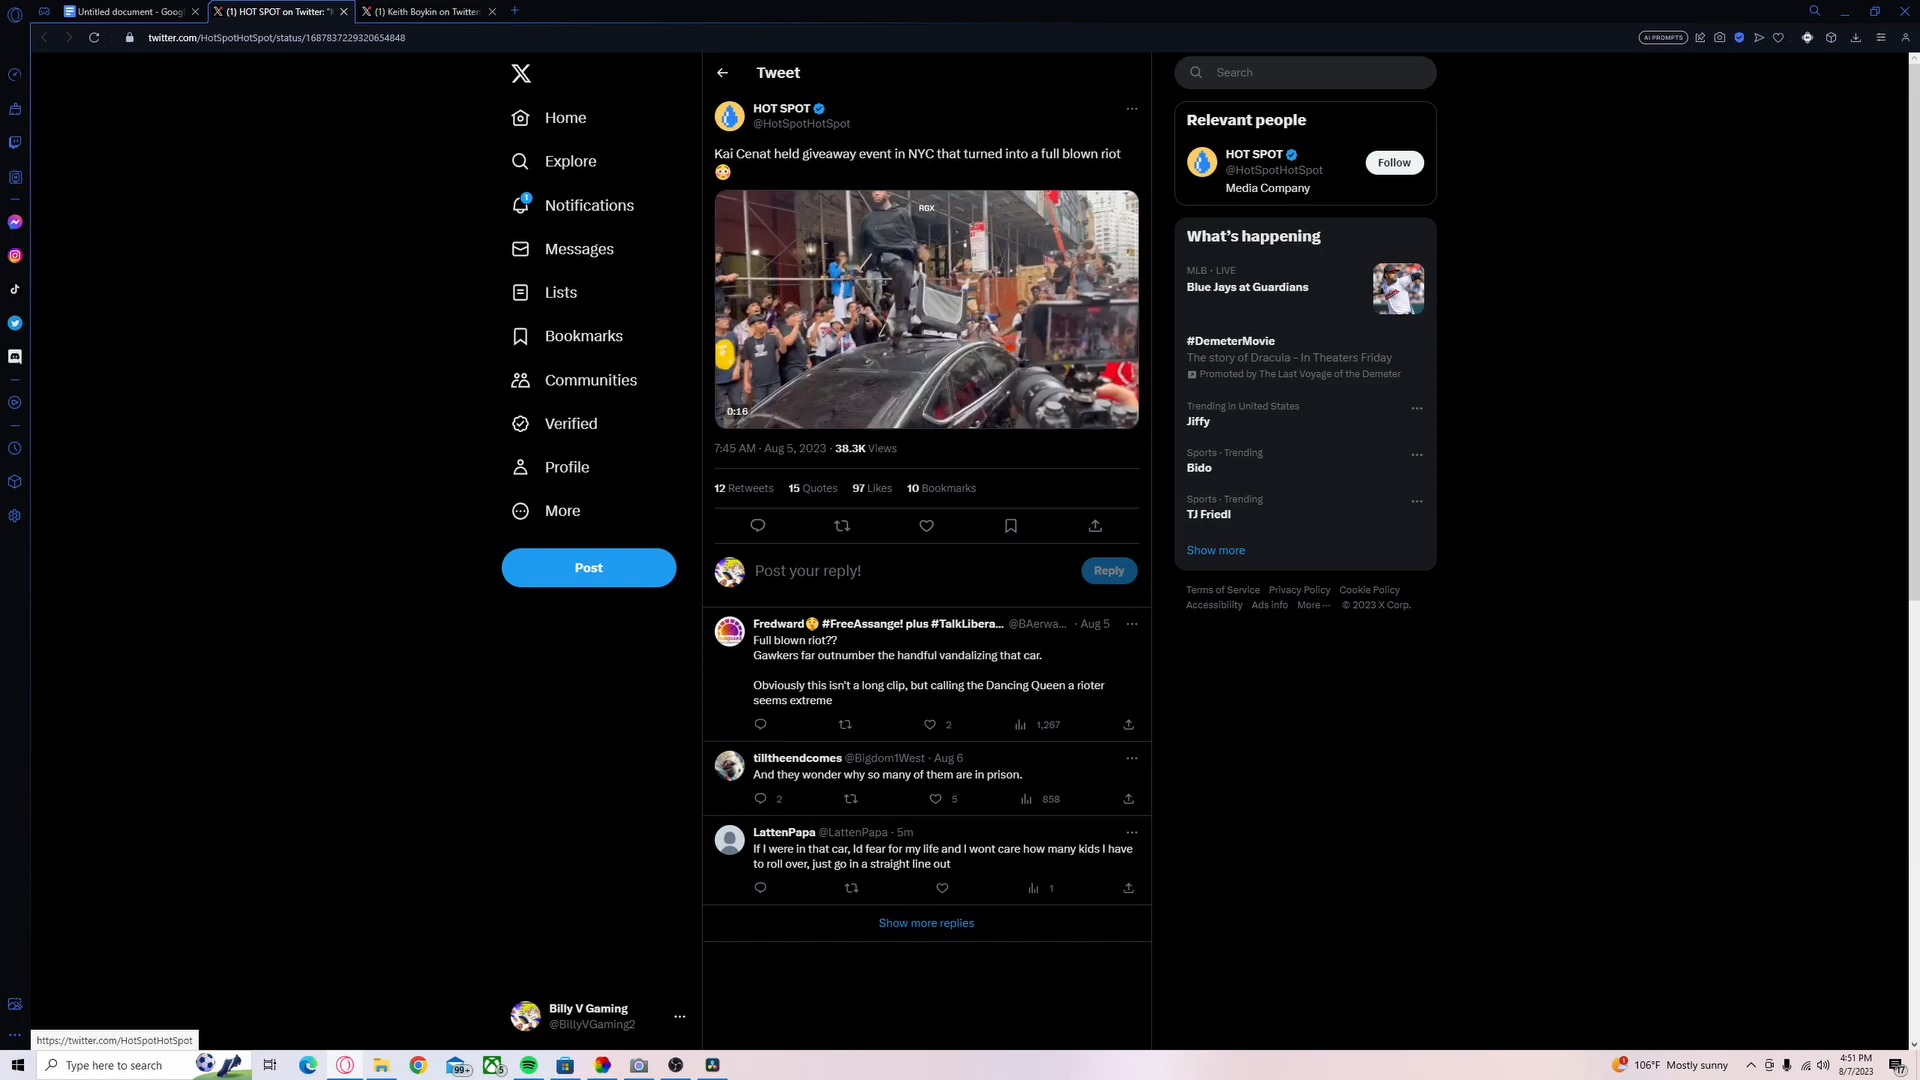 Untitled document - Goog
(1) HOT SPOT on Twitter: "
(1) Keith Boykin on Twitter
twitter.com/HotSpotHotSpot/status/1687837229320654848
AI PROMPTS
Home
Explore
1
Notifications
Messages
Lists
Bookmarks
Communities
Verified
Profile
More
Post
Billy V Gaming
@BillyVGaming2
Tweet
HOT SPOT
@HotSpotHotSpot
Kai Cenat held giveaway event in NYC that turned into a full blown riot
😳
RGX
0:16
7:45 AM · Aug 5, 2023 · 38.3K Views
12 Retweets 15 Quotes 97 Likes 10 Bookmarks
Post your reply!
Reply
Fredward #FreeAssange! plus #TalkLibera... @BAerwa... · Aug 5
Full blown riot??
Gawkers far outnumber the handful vandalizing that car.
Obviously this isn't a long clip, but calling the Dancing Queen a rioter
seems extreme
2 1,267
tilltheendcomes @Bigdom1West · Aug 6
And they wonder why so many of them are in prison.
2 5 858
LattenPapa @LattenPapa · 5m
If I were in that car, Id fear for my life and I wont care how many kids I have
to roll over, just go in a straight line out
1
Show more replies
Search
Relevant people
HOT SPOT
@HotSpotHotSpot
Follow
Media Company
What's happening
MLB · LIVE
Blue Jays at Guardians
#DemeterMovie
The story of Dracula - In Theaters Friday
Promoted by The Last Voyage of the Demeter
Trending in United States
Jiffy
Sports · Trending
Bido
Sports · Trending
TJ Friedl
Show more
Terms of Service Privacy Policy Cookie Policy
Accessibility Ads info More ··· © 2023 X Corp.
https://twitter.com/HotSpotHotSpot
Type here to search
99+
5
106°F Mostly sunny
4:51 PM
8/7/2023
17